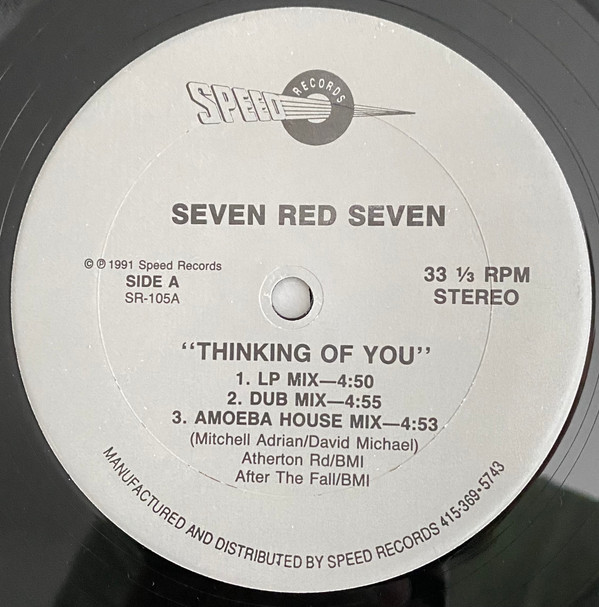 SPEED RECORDS
SEVEN RED SEVEN
© ℗ 1991 Speed Records
SIDE A
SR-105A
33 ⅓ RPM
STEREO
“THINKING OF YOU”
1. LP MIX—4:50
2. DUB MIX—4:55
3. AMOEBA HOUSE MIX—4:53
(Mitchell Adrian/David Michael)
Atherton Rd/BMI
After The Fall/BMI
MANUFACTURED AND DISTRIBUTED BY SPEED RECORDS 415·369·5743